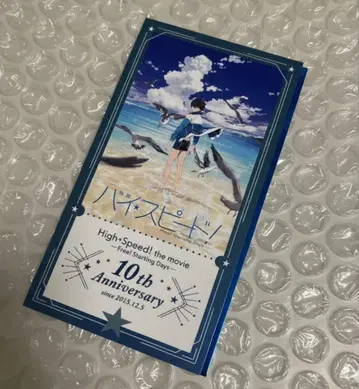 ハイ☆スピード!
High☆Speed! the movie
—Free! Starting Days—
10th
Anniversary
since 2015.12.5